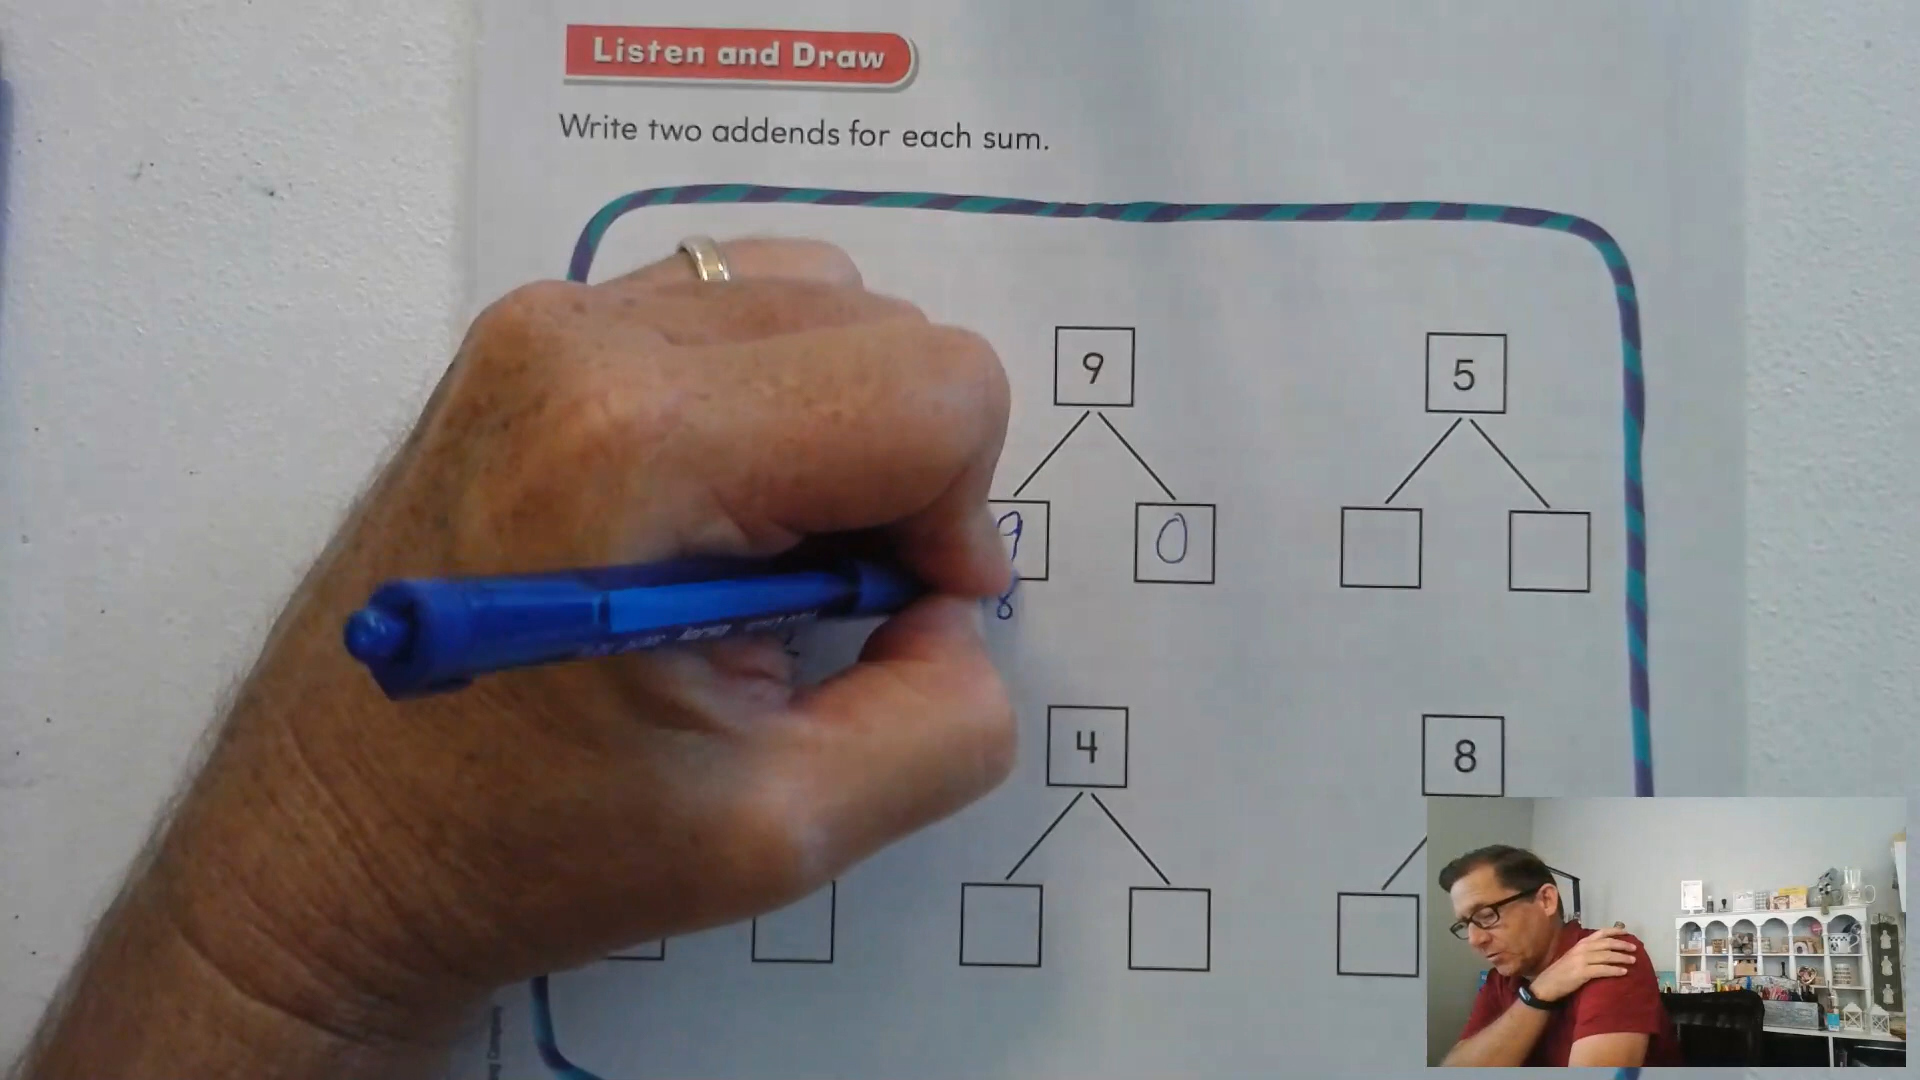 Listen and Draw
Write two addends for each sum.
9 5
9 0
8
4 8